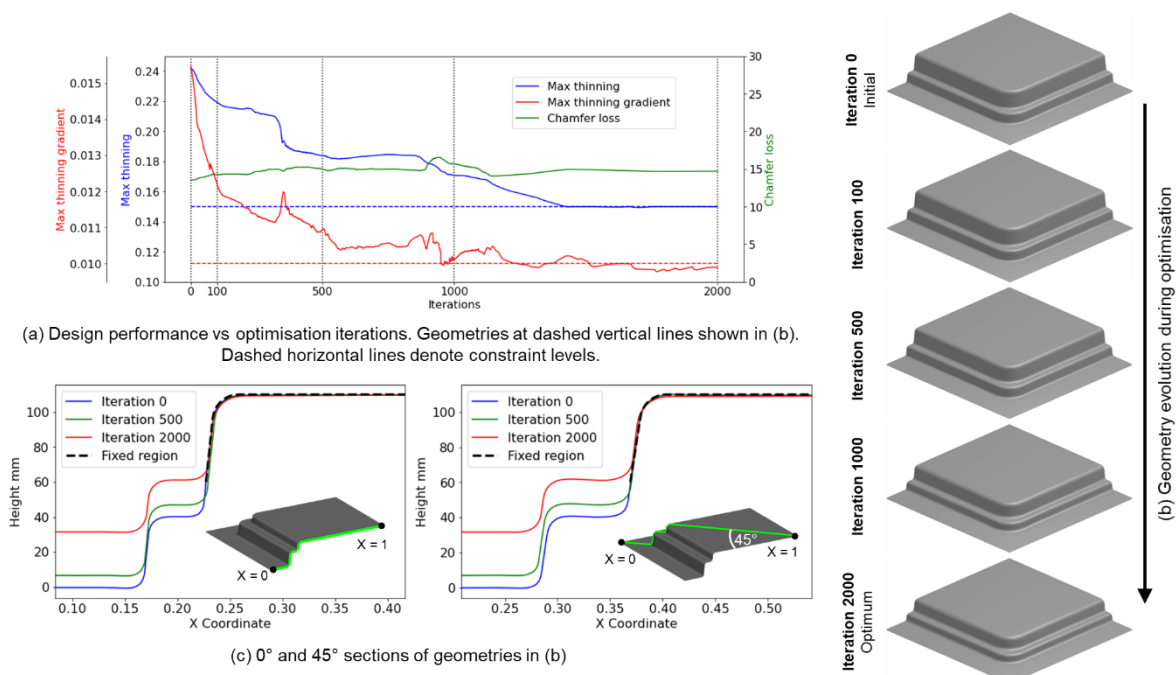 0.015
0.014
0.013
0.012
0.011
0.010
Max thinning gradient
0.24
0.22
0.20
0.18
0.16
0.14
0.12
0.10
Max thinning
Max thinning
Max thinning gradient
Chamfer loss
30
25
20
15
10
5
0
Chamfer loss
0 100 500 1000 2000
Iterations
(a) Design performance vs optimisation iterations. Geometries at dashed vertical lines shown in (b).
Dashed horizontal lines denote constraint levels.
Height mm
100
80
60
40
20
0
Iteration 0
Iteration 500
Iteration 2000
Fixed region
X = 0
X = 1
0.10 0.15 0.20 0.25 0.30 0.35 0.40
X Coordinate
Height mm
100
80
60
40
20
0
Iteration 0
Iteration 500
Iteration 2000
Fixed region
X = 0
45°
X = 1
0.25 0.30 0.35 0.40 0.45 0.50
X Coordinate
(c) 0° and 45° sections of geometries in (b)
Iteration 0
Initial
Iteration 100
Iteration 500
Iteration 1000
Iteration 2000
Optimum
(b) Geometry evolution during optimisation